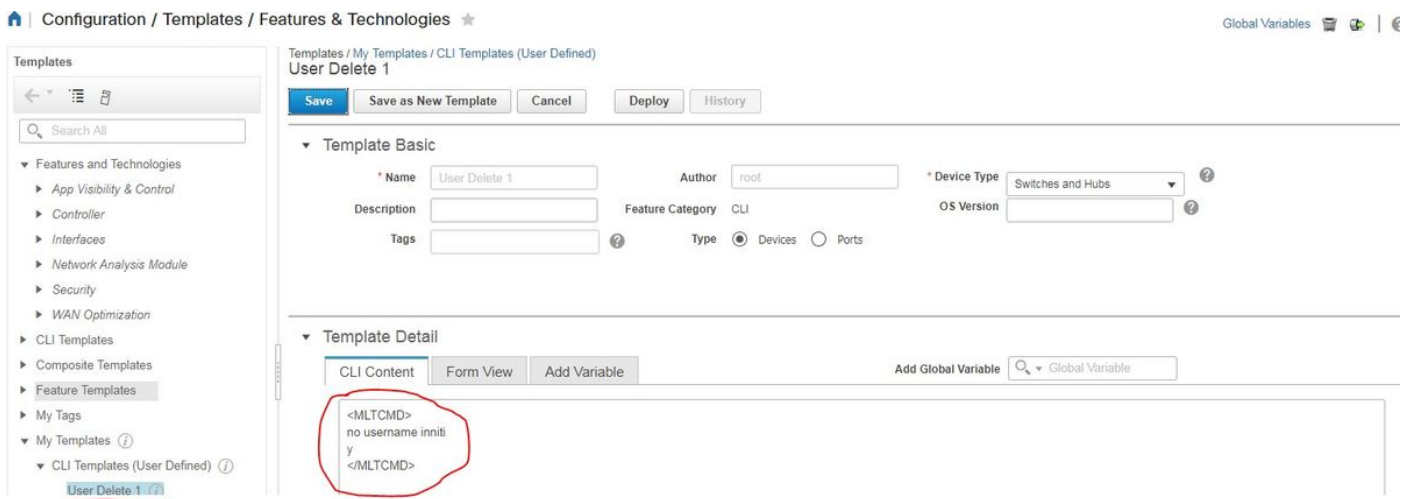 Configuration / Templates / Features & Technologies
Global Variables
Templates
Search All
Features and Technologies
App Visibility & Control
Controller
Interfaces
Network Analysis Module
Security
WAN Optimization
CLI Templates
Composite Templates
Feature Templates
My Tags
My Templates
CLI Templates (User Defined)
User Delete 1
Templates / My Templates / CLI Templates (User Defined)
User Delete 1
Save Save as New Template Cancel Deploy History
Template Basic
* Name User Delete 1 Author root * Device Type Switches and Hubs
Description Feature Category CLI OS Version
Tags Type Devices Ports
Template Detail
CLI Content Form View Add Variable Add Global Variable Global Variable
<MLTCMD>
no username inniti
y
</MLTCMD>